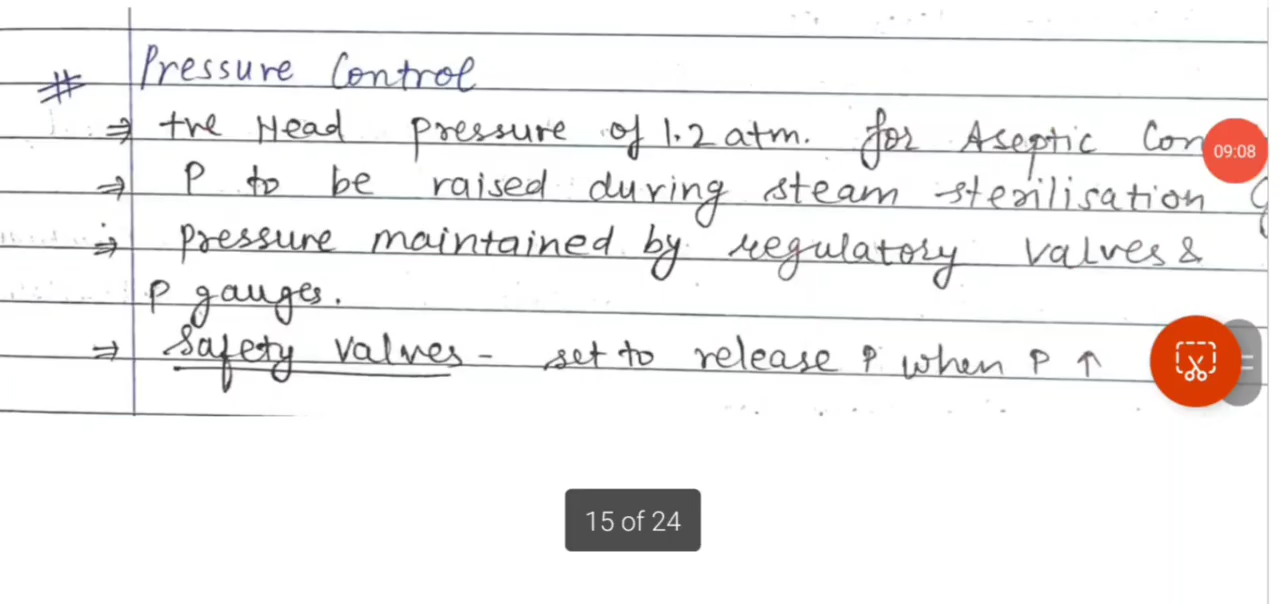 # Pressure Control
⇒ +ve Head pressure of 1.2 atm. for Aseptic Con
09:08
⇒ P to be raised during steam sterilisation
⇒ Pressure maintained by regulatory valves &
P gauges.
⇒ Safety valves - set to release P when P ↑
15 of 24